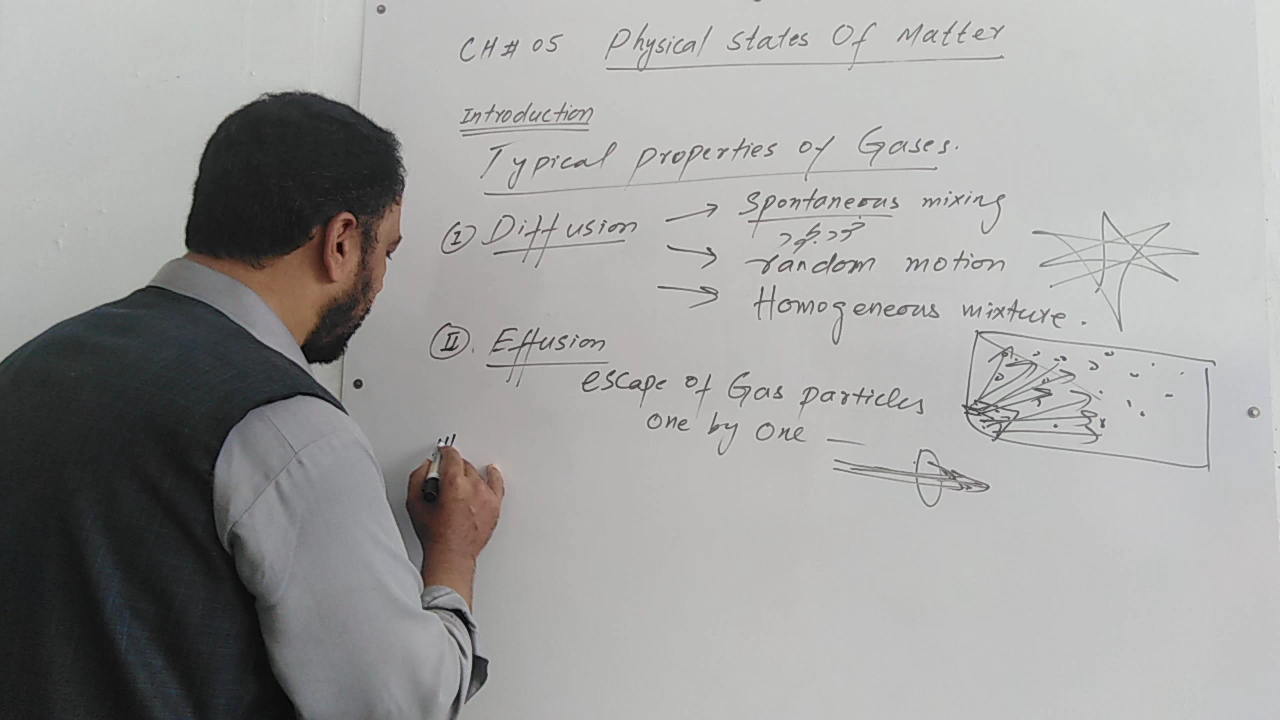 CH# 05 Physical States Of Matter
Introduction
Typical properties of Gases.
(I) Diffusion → Spontaneous mixing
→ random motion
→ Homogeneous mixture.
(II). Effusion
escape of Gas particles
one by one —